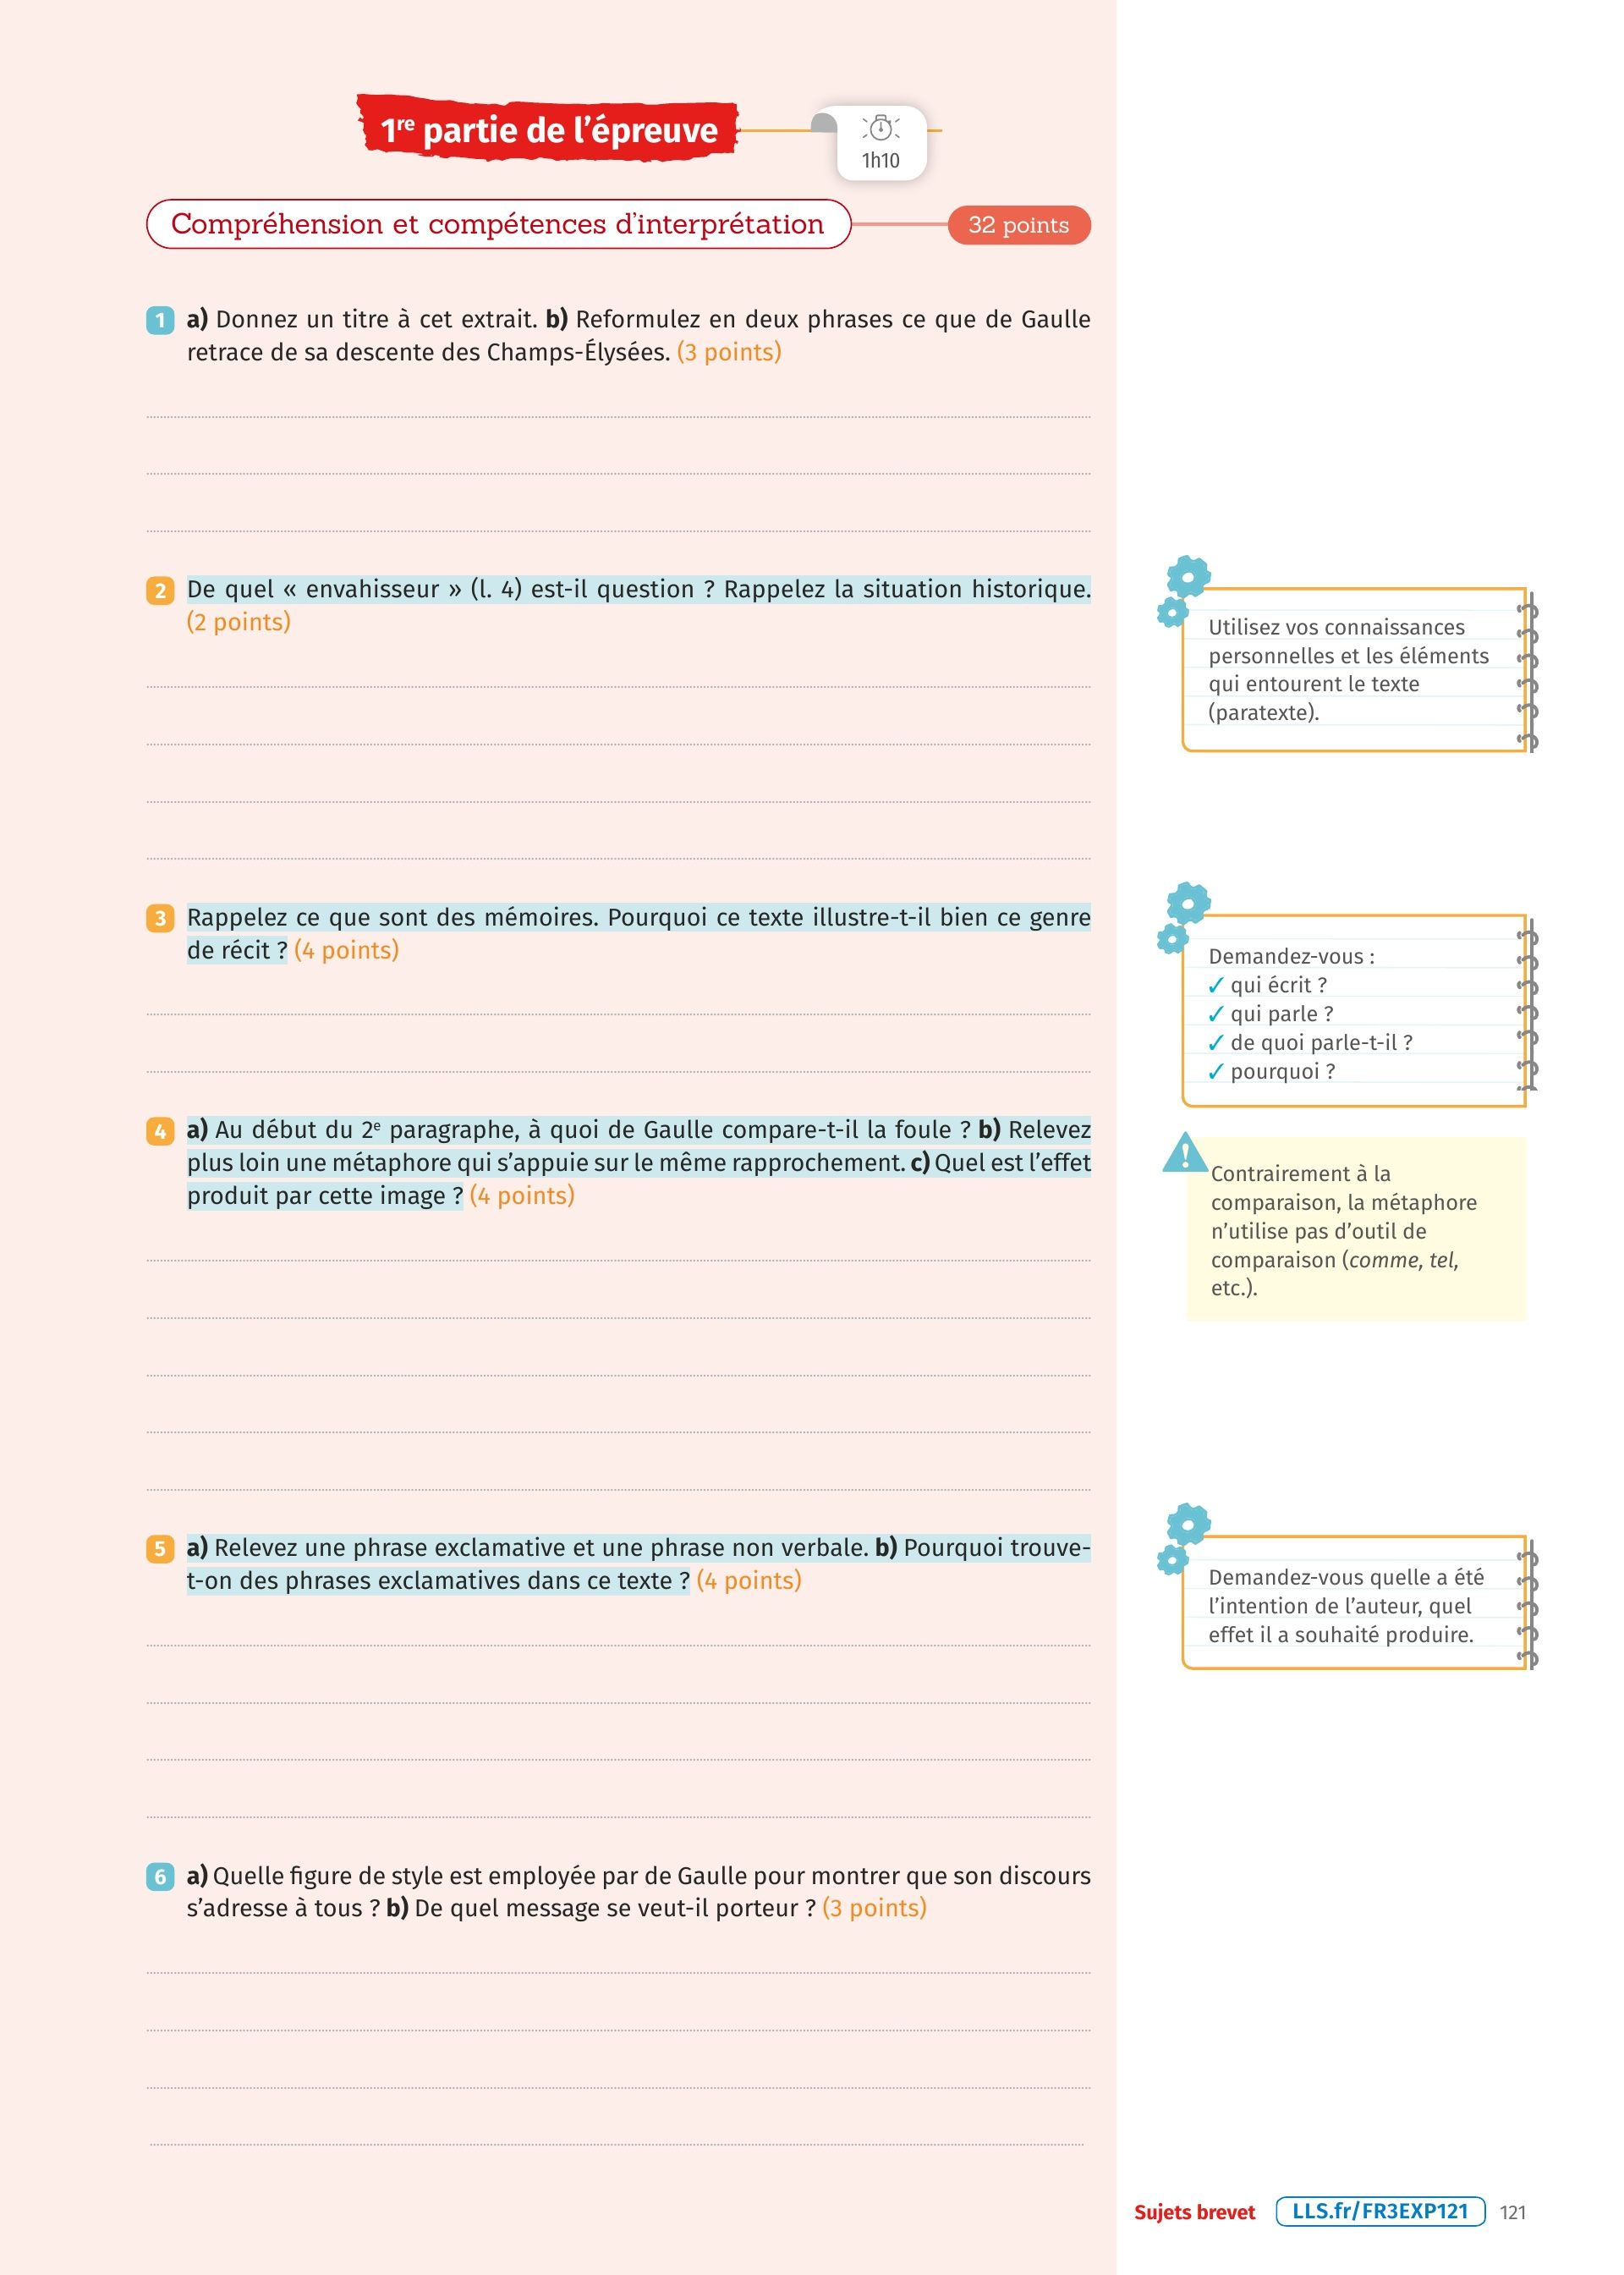 1re partie de l'épreuve
1h10
Compréhension et compétences d'interprétation
32 points
1 a) Donnez un titre à cet extrait. b) Reformulez en deux phrases ce que de Gaulle
retrace de sa descente des Champs-Élysées. (3 points)
2 De quel « envahisseur » (l. 4) est-il question ? Rappelez la situation historique.
(2 points)
Utilisez vos connaissances
personnelles et les éléments
qui entourent le texte
(paratexte).
3 Rappelez ce que sont des mémoires. Pourquoi ce texte illustre-t-il bien ce genre
de récit ? (4 points)
Demandez-vous :
✓ qui écrit ?
✓ qui parle ?
✓ de quoi parle-t-il ?
✓ pourquoi ?
4 a) Au début du 2e paragraphe, à quoi de Gaulle compare-t-il la foule ? b) Relevez
plus loin une métaphore qui s'appuie sur le même rapprochement. c) Quel est l'effet
produit par cette image ? (4 points)
!
Contrairement à la
comparaison, la métaphore
n'utilise pas d'outil de
comparaison (comme, tel,
etc.).
5 a) Relevez une phrase exclamative et une phrase non verbale. b) Pourquoi trouve-
t-on des phrases exclamatives dans ce texte ? (4 points)
Demandez-vous quelle a été
l'intention de l'auteur, quel
effet il a souhaité produire.
6 a) Quelle figure de style est employée par de Gaulle pour montrer que son discours
s'adresse à tous ? b) De quel message se veut-il porteur ? (3 points)
Sujets brevet LLS.fr/FR3EXP121 121